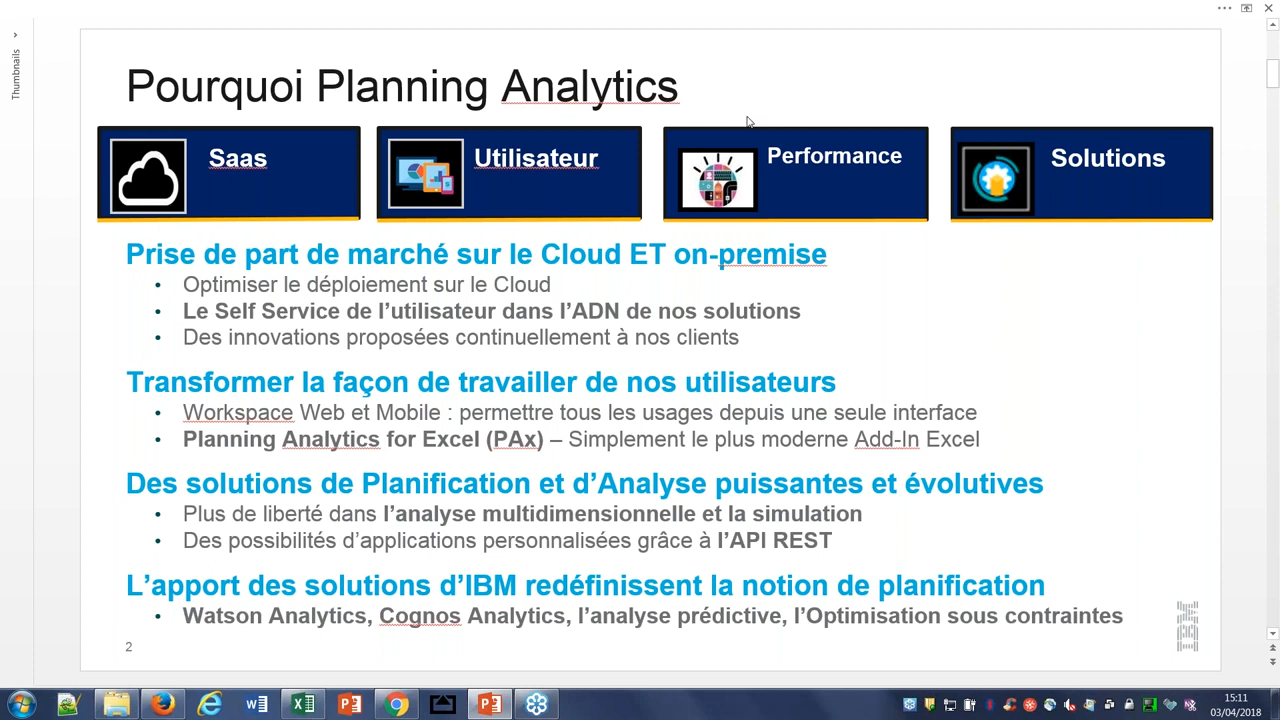 Thumbnails
Pourquoi Planning Analytics
Saas
Utilisateur
Performance
Solutions
Prise de part de marché sur le Cloud ET on-premise
• Optimiser le déploiement sur le Cloud
• Le Self Service de l’utilisateur dans l’ADN de nos solutions
• Des innovations proposées continuellement à nos clients
Transformer la façon de travailler de nos utilisateurs
• Workspace Web et Mobile : permettre tous les usages depuis une seule interface
• Planning Analytics for Excel (PAx) – Simplement le plus moderne Add-In Excel
Des solutions de Planification et d’Analyse puissantes et évolutives
• Plus de liberté dans l’analyse multidimensionnelle et la simulation
• Des possibilités d’applications personnalisées grâce à l’API REST
L’apport des solutions d’IBM redéfinissent la notion de planification
• Watson Analytics, Cognos Analytics, l’analyse prédictive, l’Optimisation sous contraintes
2
IBM
15:11
03/04/2018